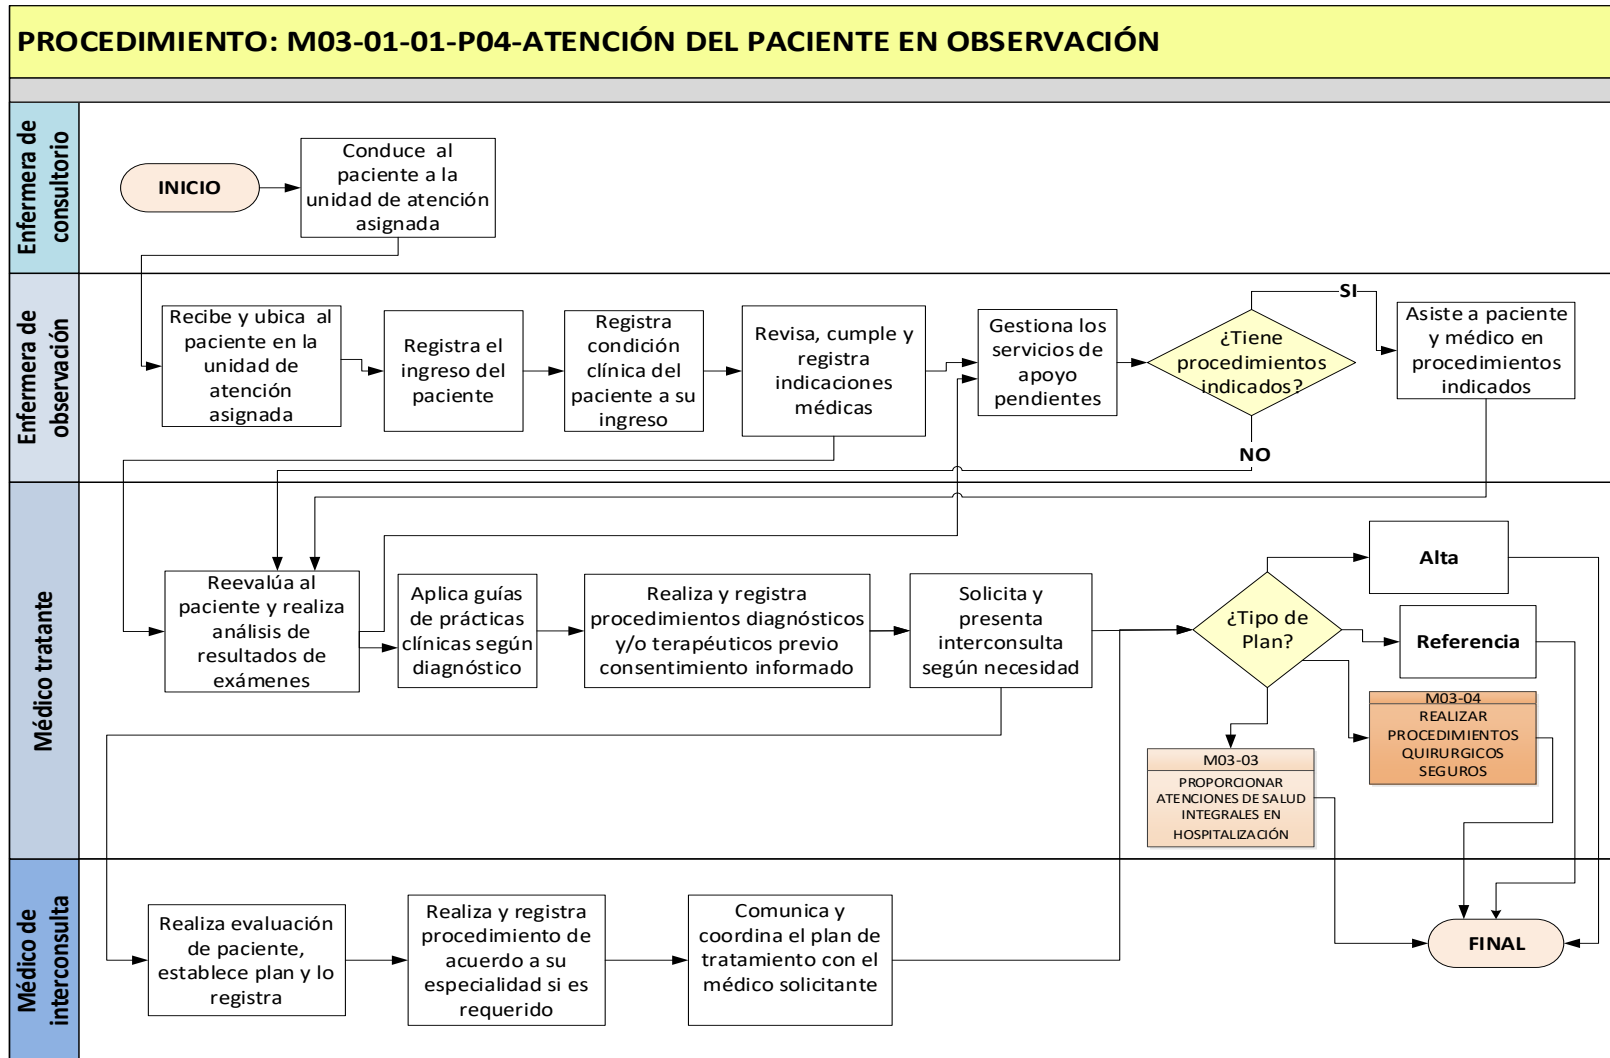 PROCEDIMIENTO: M03-01-01-P04-ATENCIÓN DEL PACIENTE EN OBSERVACIÓN
Enfermera de
consultorio
INICIO
Conduce al
paciente a la
unidad de atención
asignada
Enfermera de
observación
Recibe y ubica al
paciente en la
unidad de
atención
asignada
Registra el
ingreso del
paciente
Registra
condición
clínica del
paciente a su
ingreso
Revisa, cumple y
registra
indicaciones
médicas
Gestiona los
servicios de
apoyo
pendientes
¿Tiene
procedimientos
indicados?
SI
NO
Asiste a paciente
y médico en
procedimientos
indicados
Médico tratante
Reevalúa al
paciente y realiza
análisis de
resultados de
exámenes
Aplica guías
de prácticas
clínicas según
diagnóstico
Realiza y registra
procedimientos diagnósticos
y/o terapéuticos previo
consentimiento informado
Solicita y
presenta
interconsulta
según necesidad
¿Tipo de
Plan?
Alta
Referencia
M03-04
REALIZAR
PROCEDIMIENTOS
QUIRURGICOS
SEGUROS
M03-03
PROPORCIONAR
ATENCIONES DE SALUD
INTEGRALES EN
HOSPITALIZACIÓN
Médico de
interconsulta
Realiza evaluación
de paciente,
establece plan y lo
registra
Realiza y registra
procedimiento de
acuerdo a su
especialidad si es
requerido
Comunica y
coordina el plan de
tratamiento con el
médico solicitante
FINAL